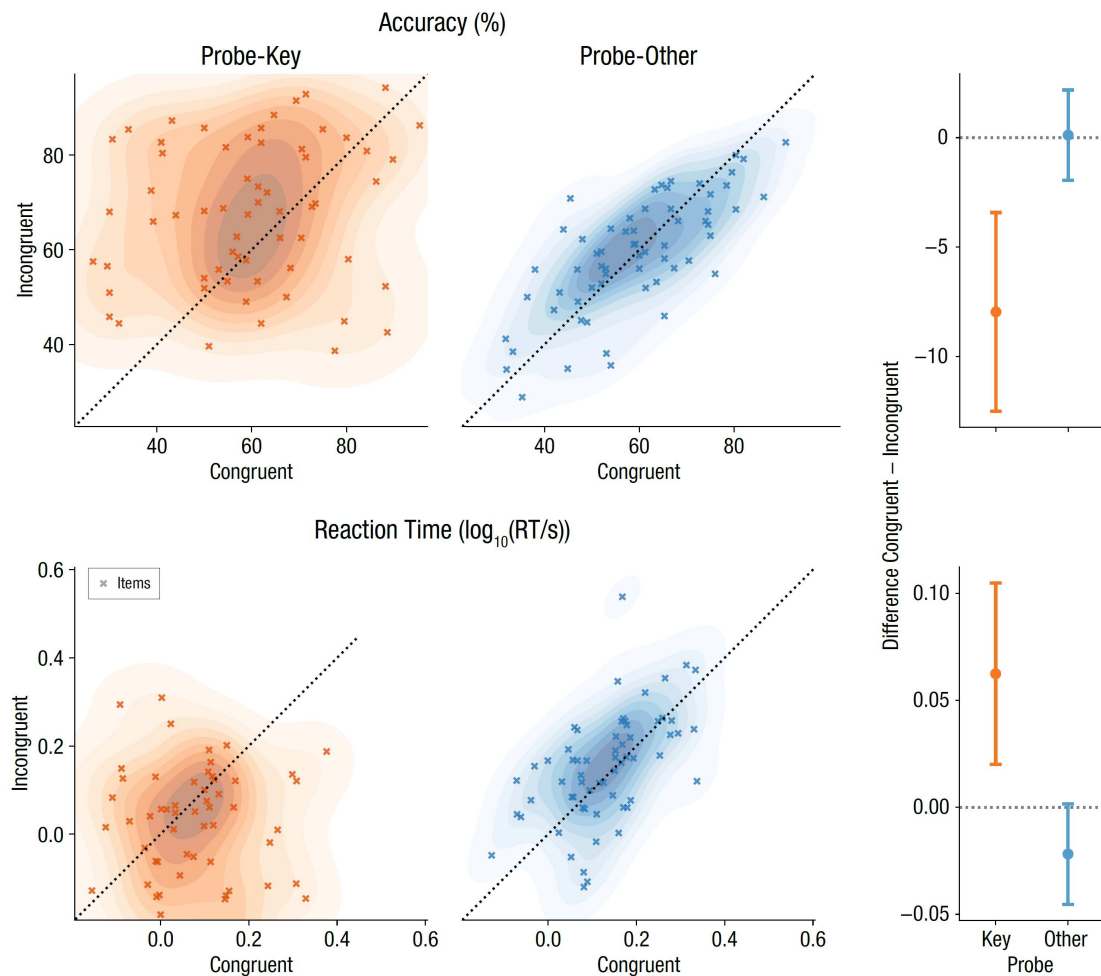 Accuracy (%)
Probe-Key
Probe-Other
Incongruent
80
60
40
40
60
80
Congruent
40
60
80
Congruent
0
−5
−10
Difference Congruent – Incongruent
Reaction Time (log10(RT/s))
Items
Incongruent
0.6
0.4
0.2
0.0
0.0
0.2
0.4
0.6
Congruent
0.0
0.2
0.4
0.6
Congruent
0.10
0.05
0.00
−0.05
Key
Other
Probe